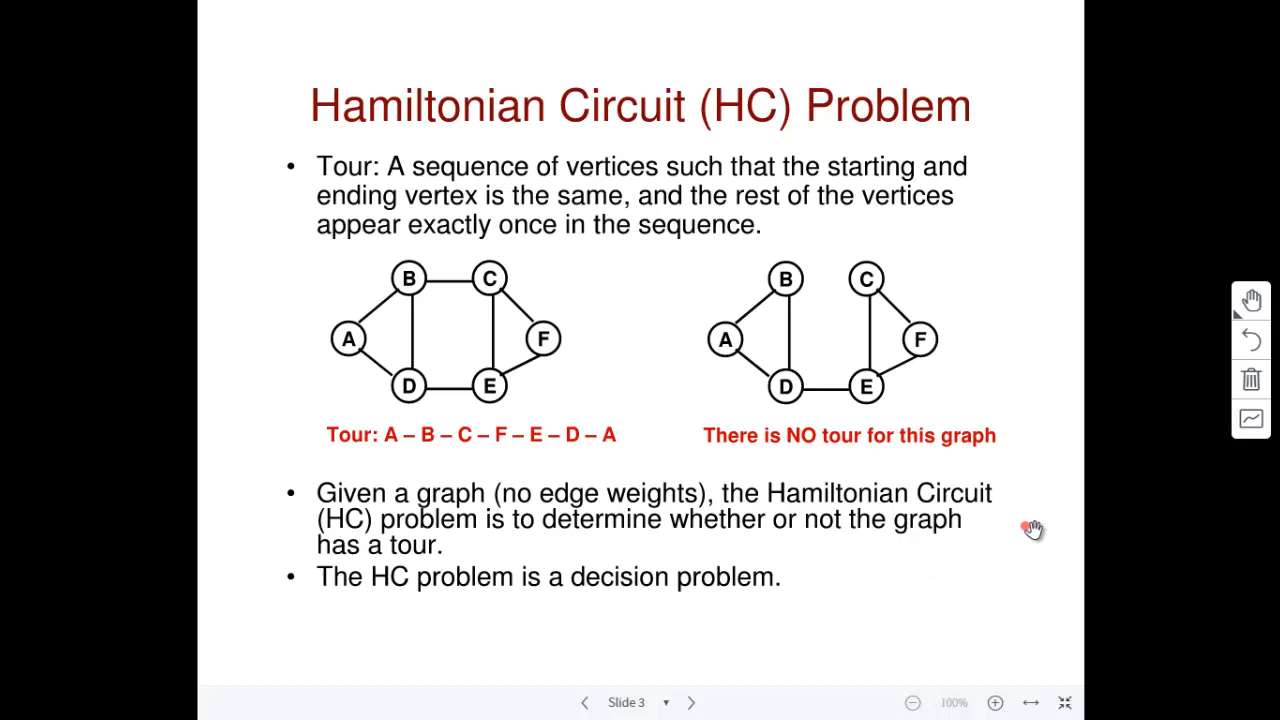 Hamiltonian Circuit (HC) Problem
• Tour: A sequence of vertices such that the starting and
ending vertex is the same, and the rest of the vertices
appear exactly once in the sequence.
B C
A F
D E
Tour: A – B – C – F – E – D – A
B C
A F
D E
There is NO tour for this graph
• Given a graph (no edge weights), the Hamiltonian Circuit
(HC) problem is to determine whether or not the graph
has a tour.
• The HC problem is a decision problem.
Slide 3
100%